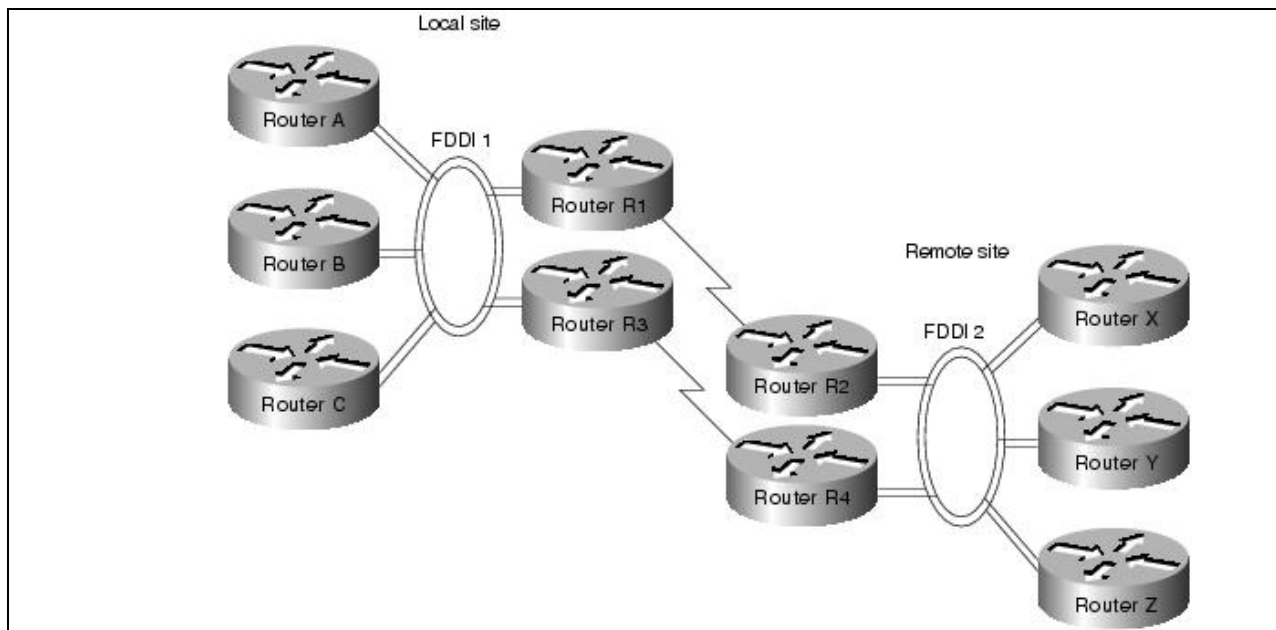 Local site
Router A
FDDI 1
Router R1
Router B
Router R3
Router C
Remote site
Router X
FDDI 2
Router R2
Router Y
Router R4
Router Z